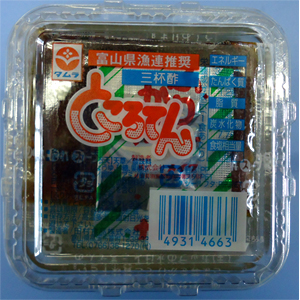 タムラ
富山県漁連推奨
三杯酢
ところてん
エネルギー
たんぱく質
脂質
炭水化物
食塩相当量
4931 4663